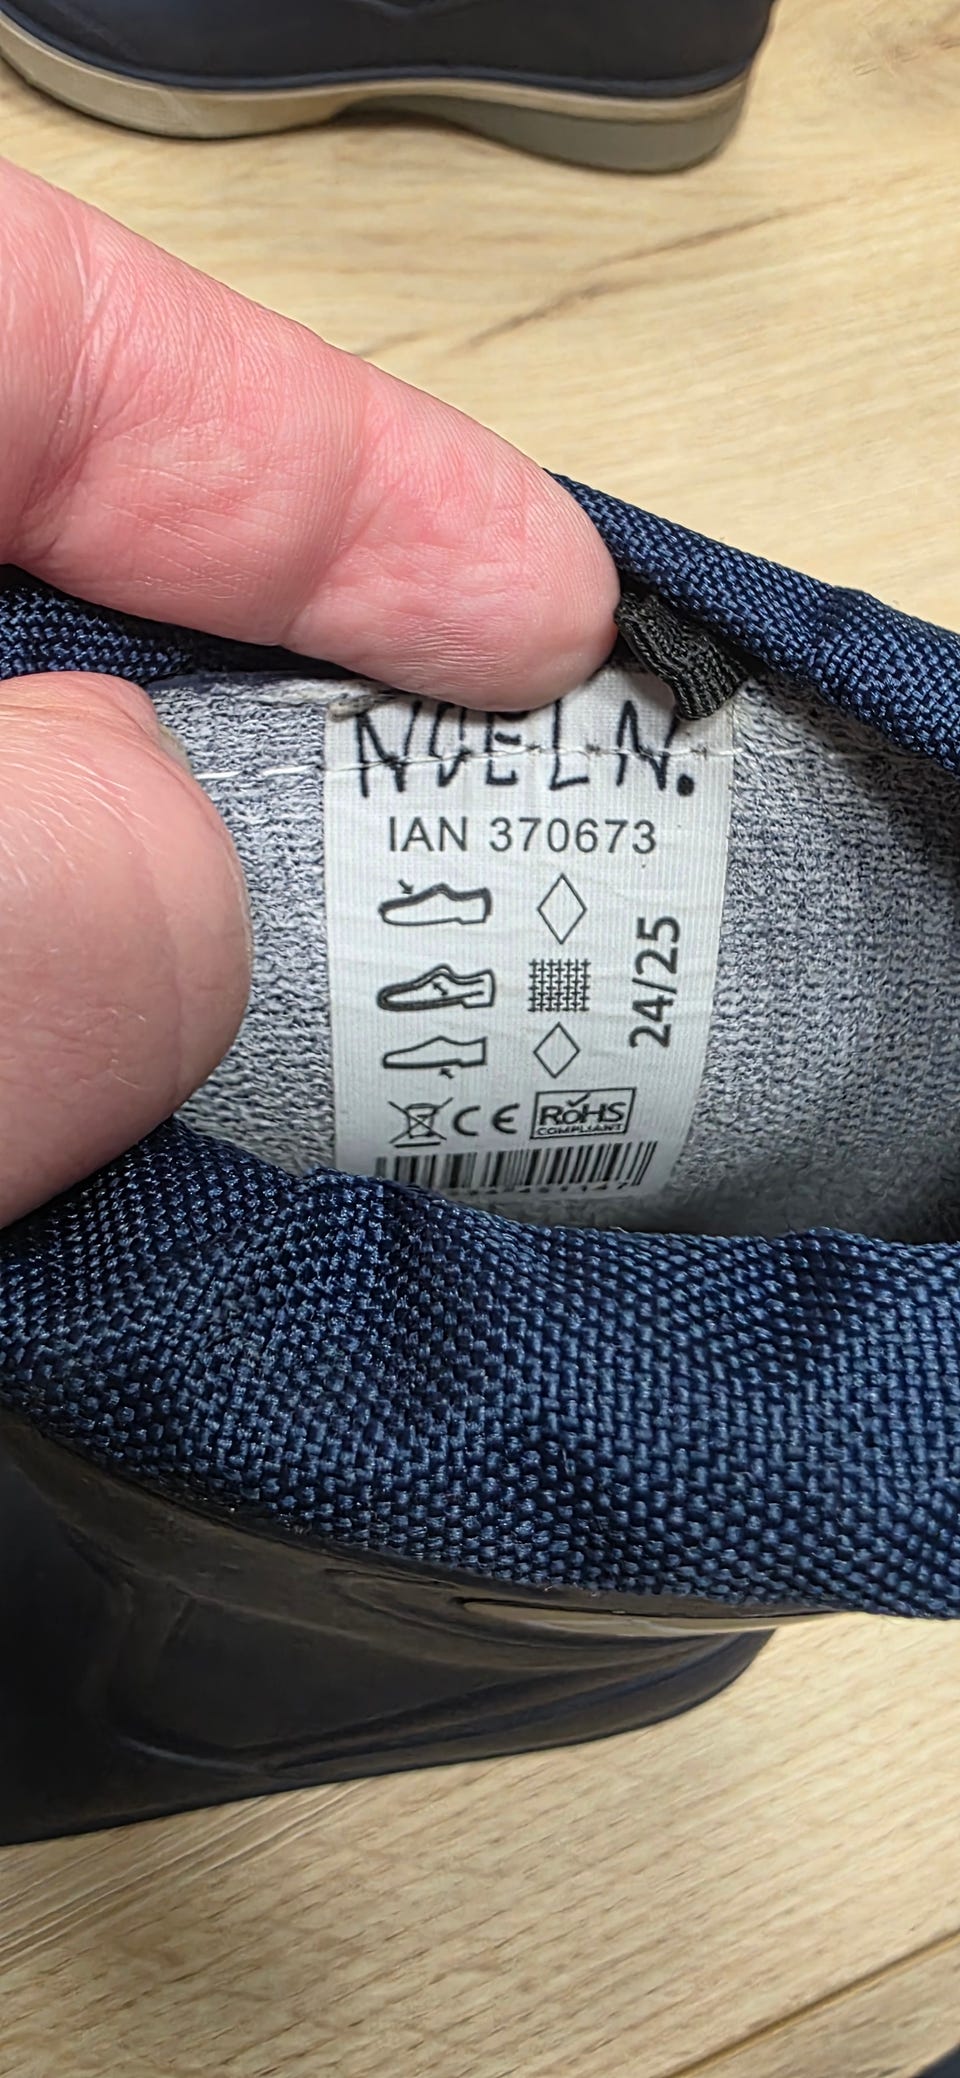 NOEL N.
IAN 370673
24/25
CE
RoHS
COMPLIANT